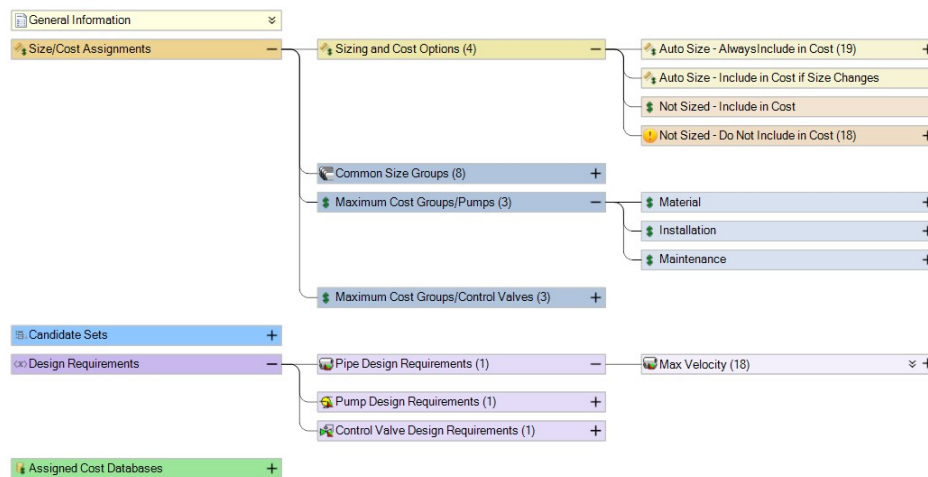 General Information
Size/Cost Assignments
Sizing and Cost Options (4)
Auto Size - AlwaysInclude in Cost (19)
Auto Size - Include in Cost if Size Changes
Not Sized - Include in Cost
Not Sized - Do Not Include in Cost (18)
Common Size Groups (8)
Maximum Cost Groups/Pumps (3)
Material
Installation
Maintenance
Maximum Cost Groups/Control Valves (3)
Candidate Sets
Design Requirements
Pipe Design Requirements (1)
Max Velocity (18)
Pump Design Requirements (1)
Control Valve Design Requirements (1)
Assigned Cost Databases